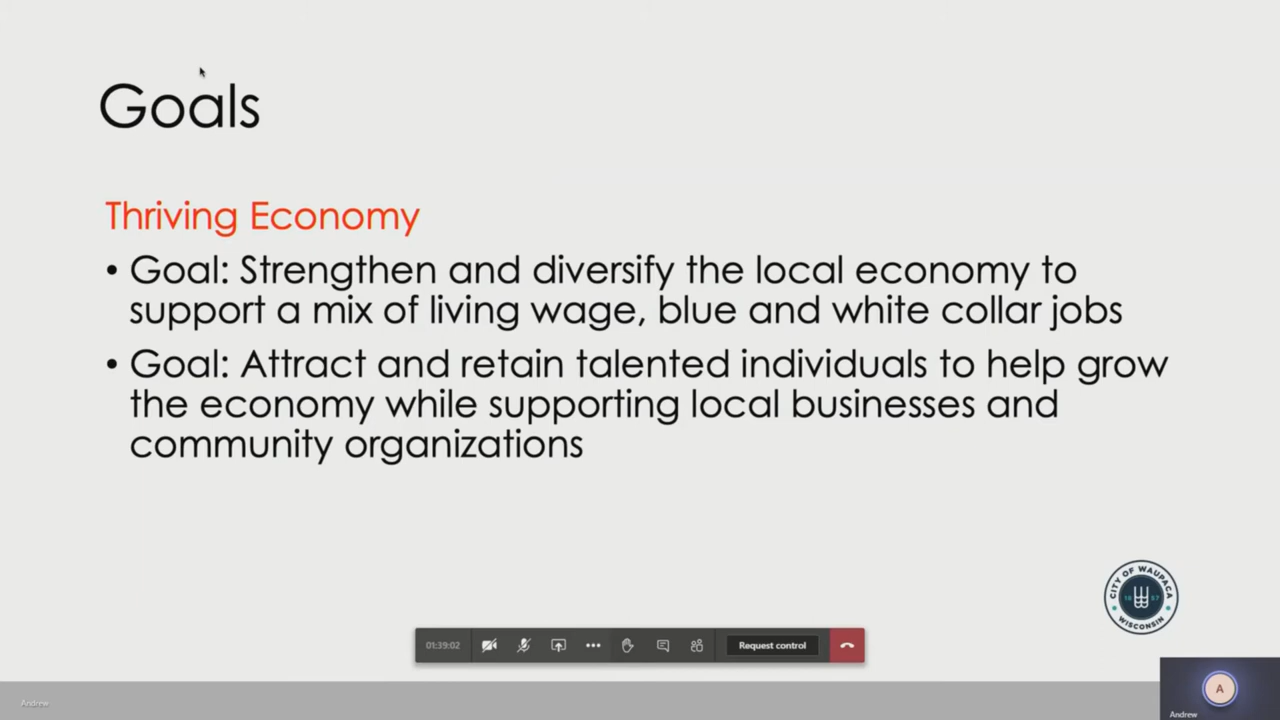 Goals
Thriving Economy
• Goal: Strengthen and diversify the local economy to
support a mix of living wage, blue and white collar jobs
• Goal: Attract and retain talented individuals to help grow
the economy while supporting local businesses and
community organizations
CITY OF WAUPACA
18 57
WISCONSIN
01:39:02
Request control
A
Andrew
Andrew